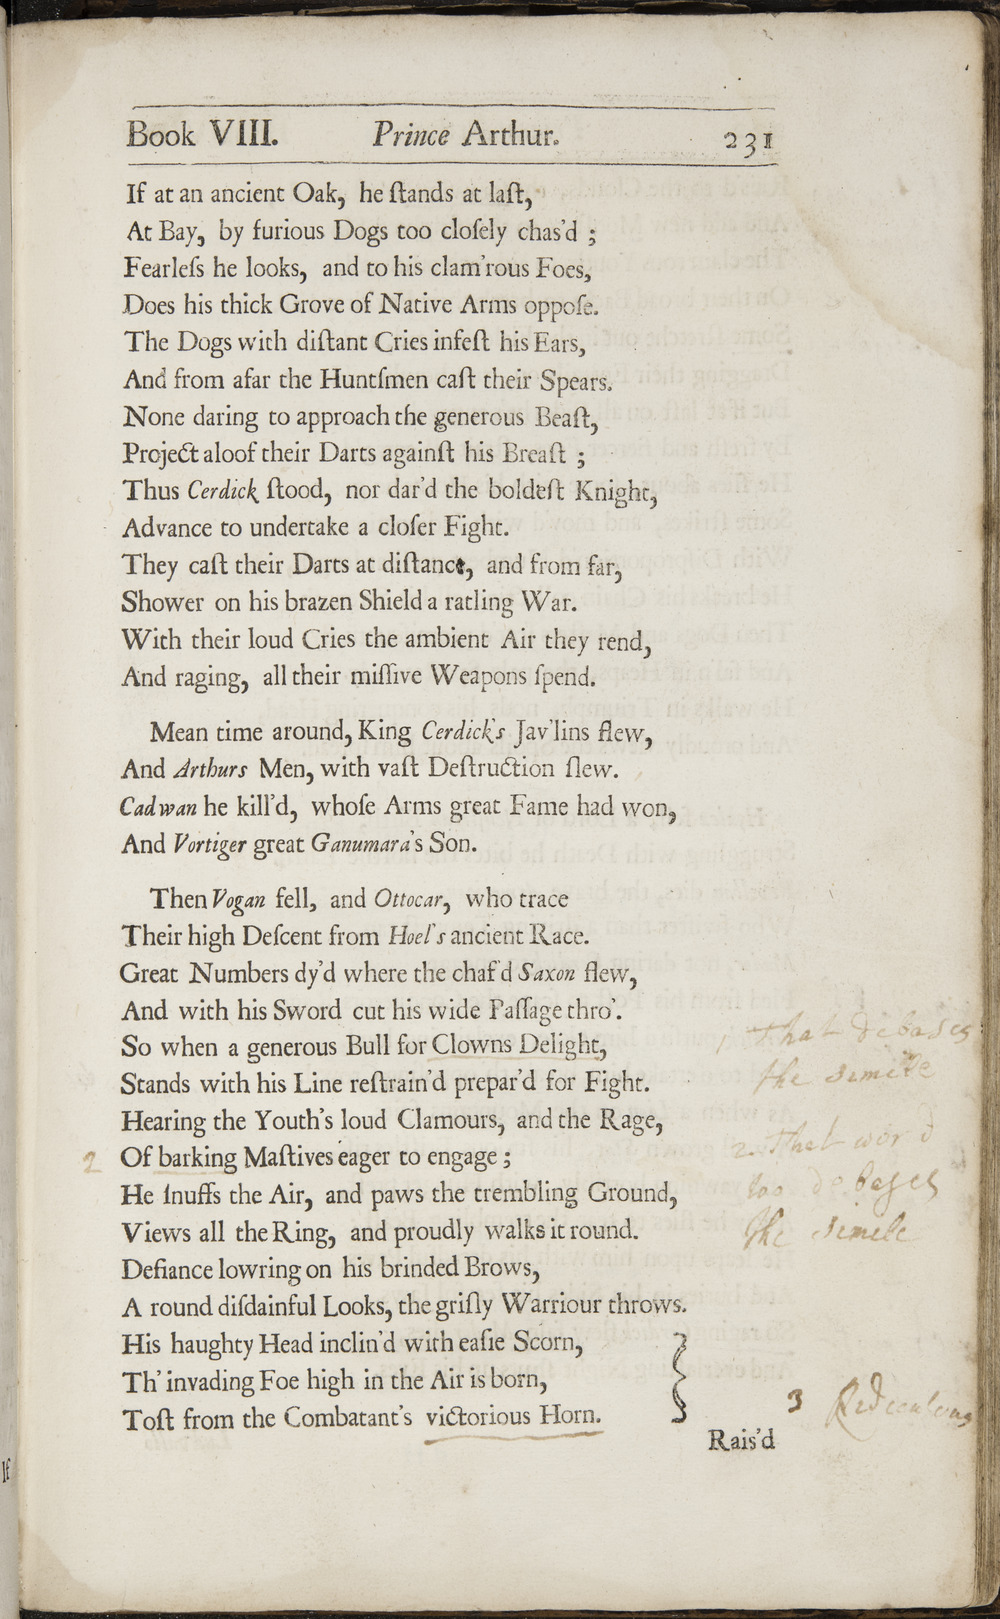 Book VIII. Prince Arthur. 231
If at an ancient Oak, he ſtands at laſt,
At Bay, by furious Dogs too cloſely chas'd ;
Fearleſs he looks, and to his clam'rous Foes,
Does his thick Grove of Native Arms oppoſe.
The Dogs with diſtant Cries infeſt his Ears,
And from afar the Huntſmen caſt their Spears.
None daring to approach the generous Beaſt,
Project aloof their Darts againſt his Breaſt ;
Thus Cerdick ſtood, nor dar'd the boldeſt Knight,
Advance to undertake a cloſer Fight.
They caſt their Darts at diſtance, and from far,
Shower on his brazen Shield a ratling War.
With their loud Cries the ambient Air they rend,
And raging, all their miſſive Weapons ſpend.
Mean time around, King Cerdick's Jav'lins flew,
And Arthurs Men, with vaſt Deſtruction ſlew.
Cadwan he kill'd, whoſe Arms great Fame had won,
And Vortiger great Ganumara's Son.
Then Vogan fell, and Ottocar, who trace
Their high Deſcent from Hoel's ancient Race.
Great Numbers dy'd where the chaf'd Saxon flew,
And with his Sword cut his wide Paſſage thro'.
So when a generous Bull for Clowns Delight, 1 That debases
Stands with his Line reſtrain'd prepar'd for Fight. the simile
Hearing the Youth's loud Clamours, and the Rage,
2 Of barking Maſtives eager to engage ; 2. That word
He ſnuffs the Air, and paws the trembling Ground, too debases
Views all the Ring, and proudly walks it round. the simile
Defiance lowring on his brinded Brows,
A round diſdainful Looks, the griſly Warriour throws.
His haughty Head inclin'd with eaſie Scorn,
Th' invading Foe high in the Air is born,
Toſt from the Combatant's victorious Horn. 3 Rediculous
Rais'd
If